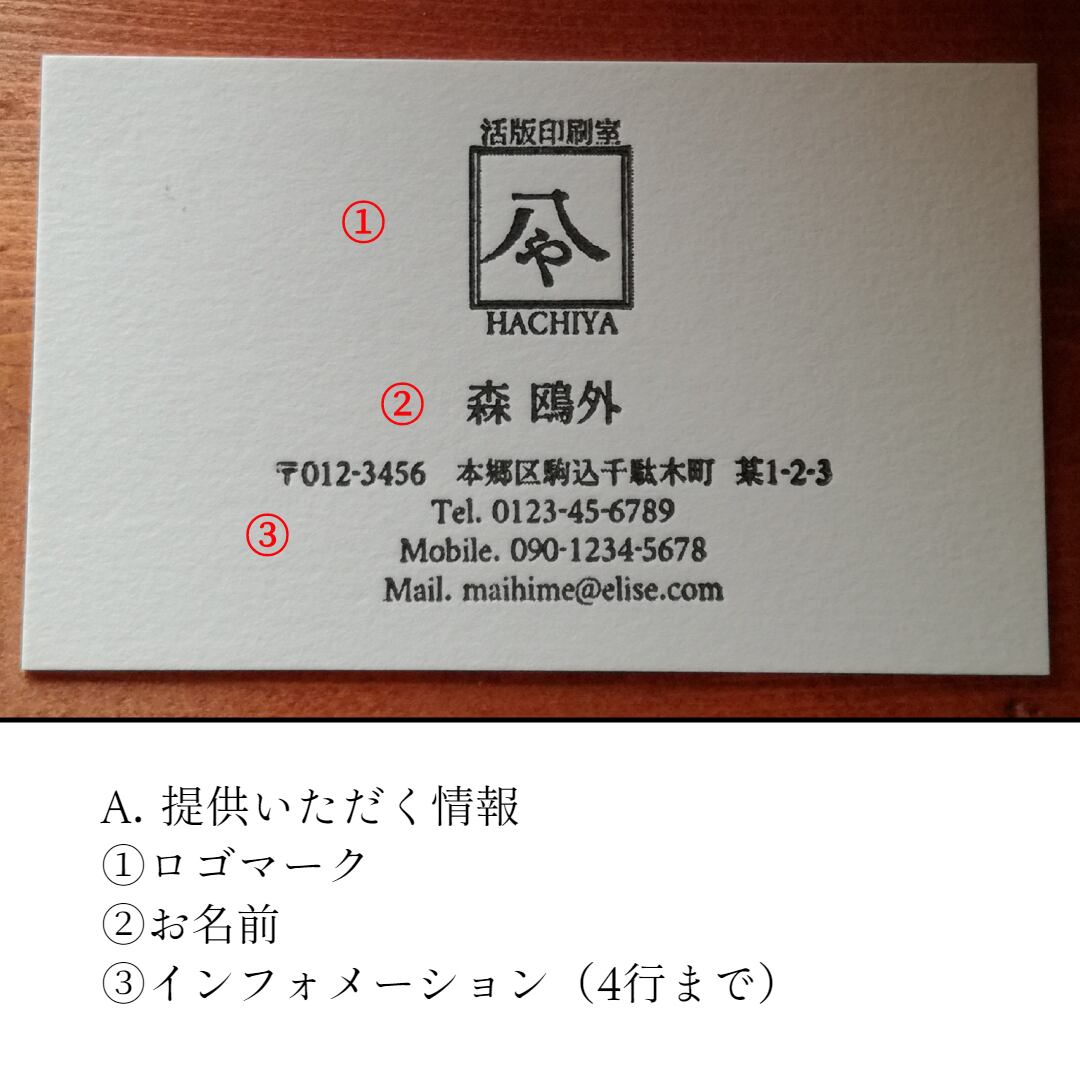 活版印刷室
八や
HACHIYA
①
② 森 鴎外
〒012-3456 本郷区駒込千駄木町 某1-2-3
Tel. 0123-45-6789
③
Mobile. 090-1234-5678
Mail. maihime@elise.com
A. 提供いただく情報
①ロゴマーク
②お名前
③インフォメーション（4行まで）